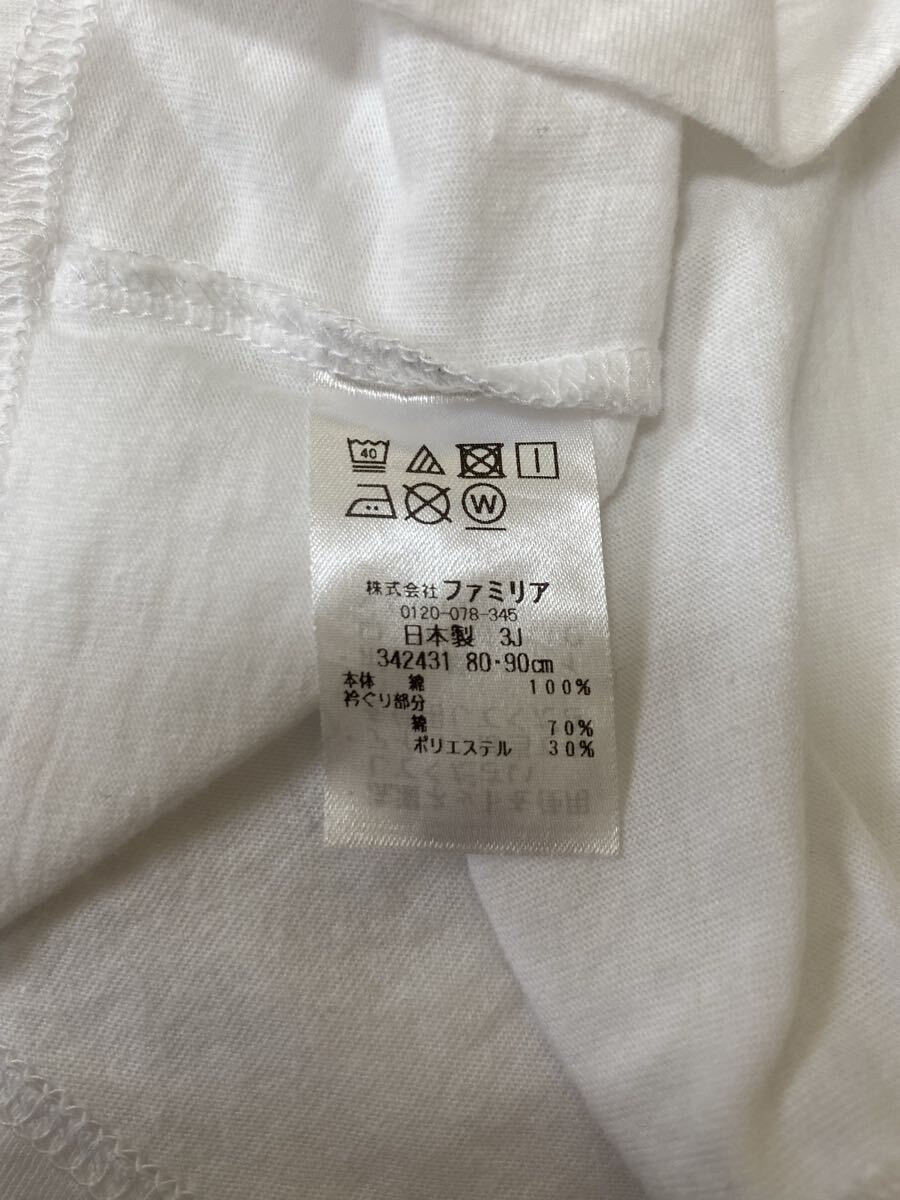 40
W
株式会社 ファミリア
0120-078-345
日本製 3J
342431 80・90cm
本体 綿 100%
衿ぐり部分
綿 70%
ポリエステル 30%